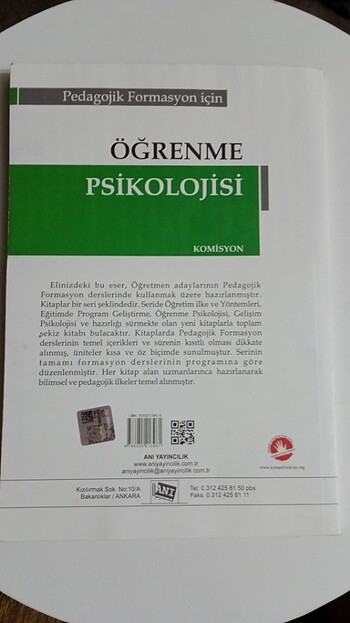 Pedagojik Formasyon için
ÖĞRENME
PSİKOLOJİSİ
KOMİSYON
Elinizdeki bu eser, Öğretmen adaylarının Pedagojik
Formasyon derslerinde kullanmak üzere hazırlanmıştır.
Kitaplar bir seri şeklindedir. Seride Öğretim ilke ve Yöntemleri,
Eğitimde Program Geliştirme, Öğrenme Psikolojisi, Gelişim
Psikolojisi ve hazırlığı sürmekte olan yeni kitaplarla toplam
sekiz kitabı bulacaktır. Kitaplarda Pedagojik Formasyon
derslerinin temel içerikleri ve sürenin kısıtlı olması dikkate
alınmış, üniteler kısa ve öz biçimde sunulmuştur. Serinin
tamamı formasyon derslerinin programına göre
düzenlenmiştir. Her kitap alan uzmanlarınca hazırlanarak
bilimsel ve pedagojik ilkeler temel alınmıştır.
ANI YAYINCILIK
www.aniyayincilik.com.tr
aniyayincilik@aniyayincilik.com.tr
Kızılırmak Sok. No:10/A
Bakanlıklar / ANKARA
ANI
Tel: 0.312 425 81 50 pbx
Faks: 0.312 425 81 11